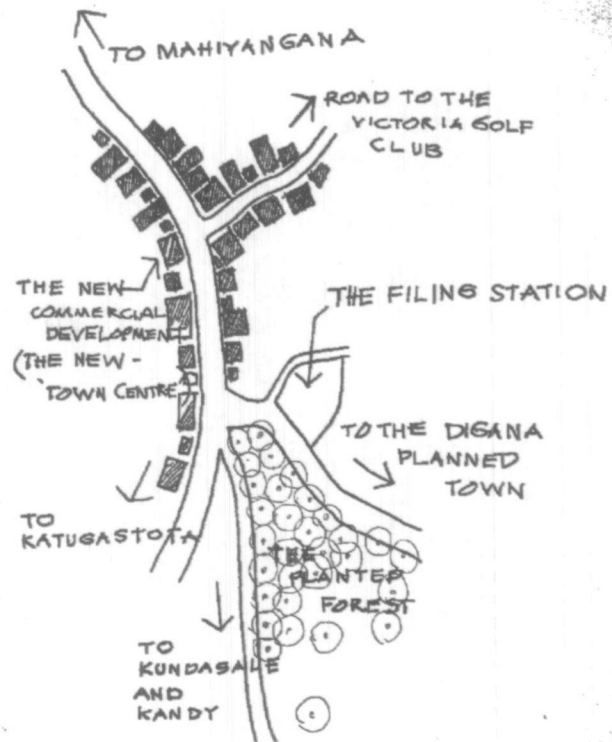 TO MAHIYANGANA
ROAD TO THE
VICTORIA GOLF
CLUB
THE NEW
COMMERCIAL
DEVELOPMENT
(THE NEW -
TOWN CENTRE)
THE FILING STATION
TO THE DIGANA
PLANNED
TOWN
TO
KATUGASTOTA
THE
PLANTED
FOREST
TO
KUNDASALE
AND
KANDY